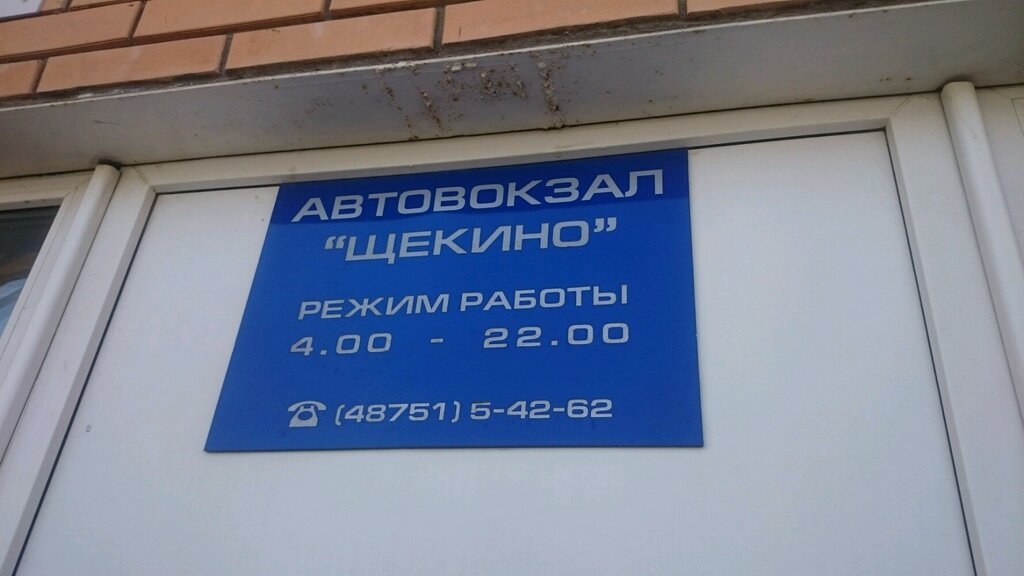 АВТОВОКЗАЛ
“ЩЕКИНО”
РЕЖИМ РАБОТЫ
4.00 - 22.00
☎ (48751) 5-42-62